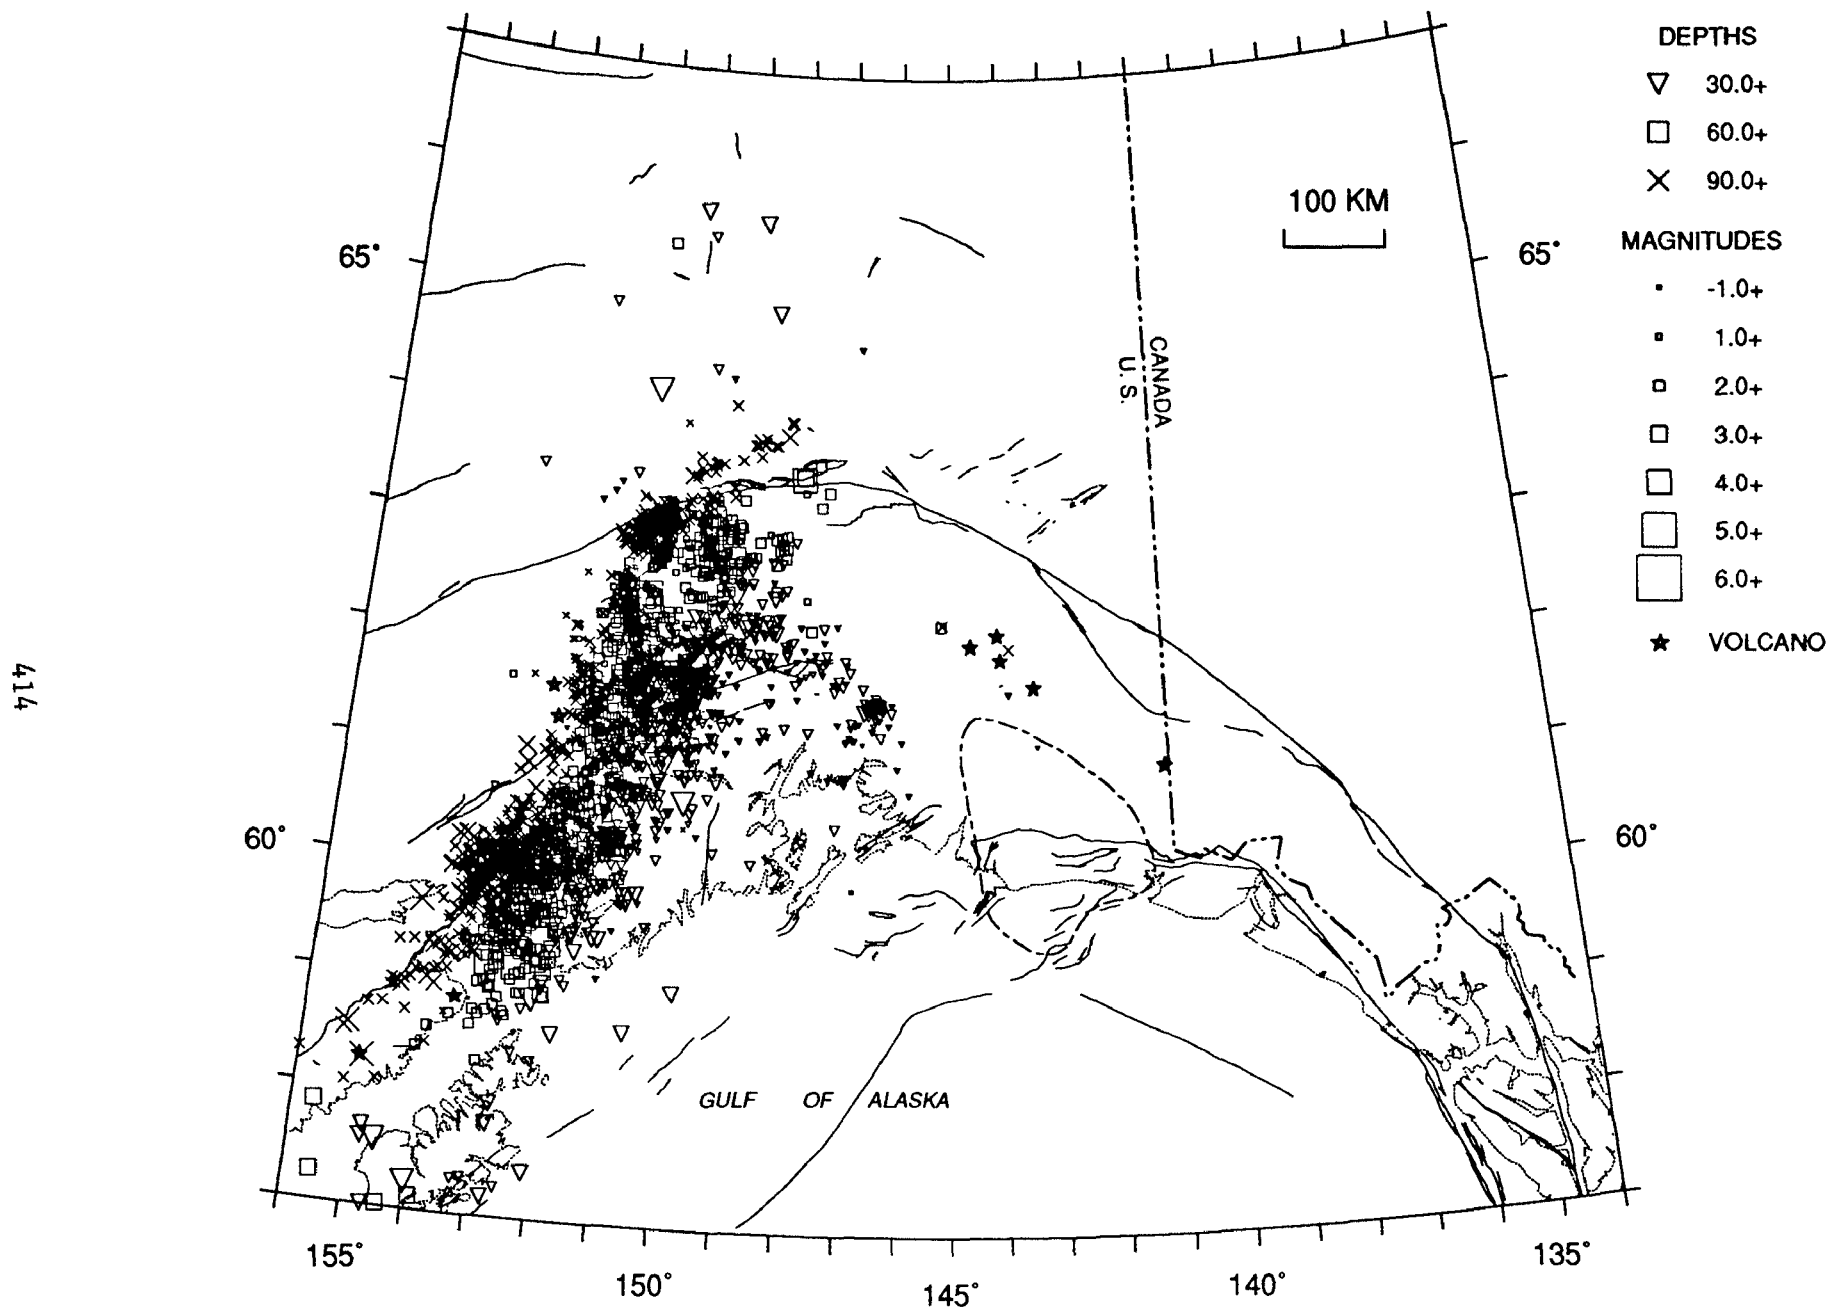 DEPTHS
30.0+
60.0+
90.0+
MAGNITUDES
-1.0+
1.0+
2.0+
3.0+
4.0+
5.0+
6.0+
VOLCANO
100 KM
65°
65°
CANADA
U.S.
60°
60°
GULF OF ALASKA
155°
150°
145°
140°
135°
414